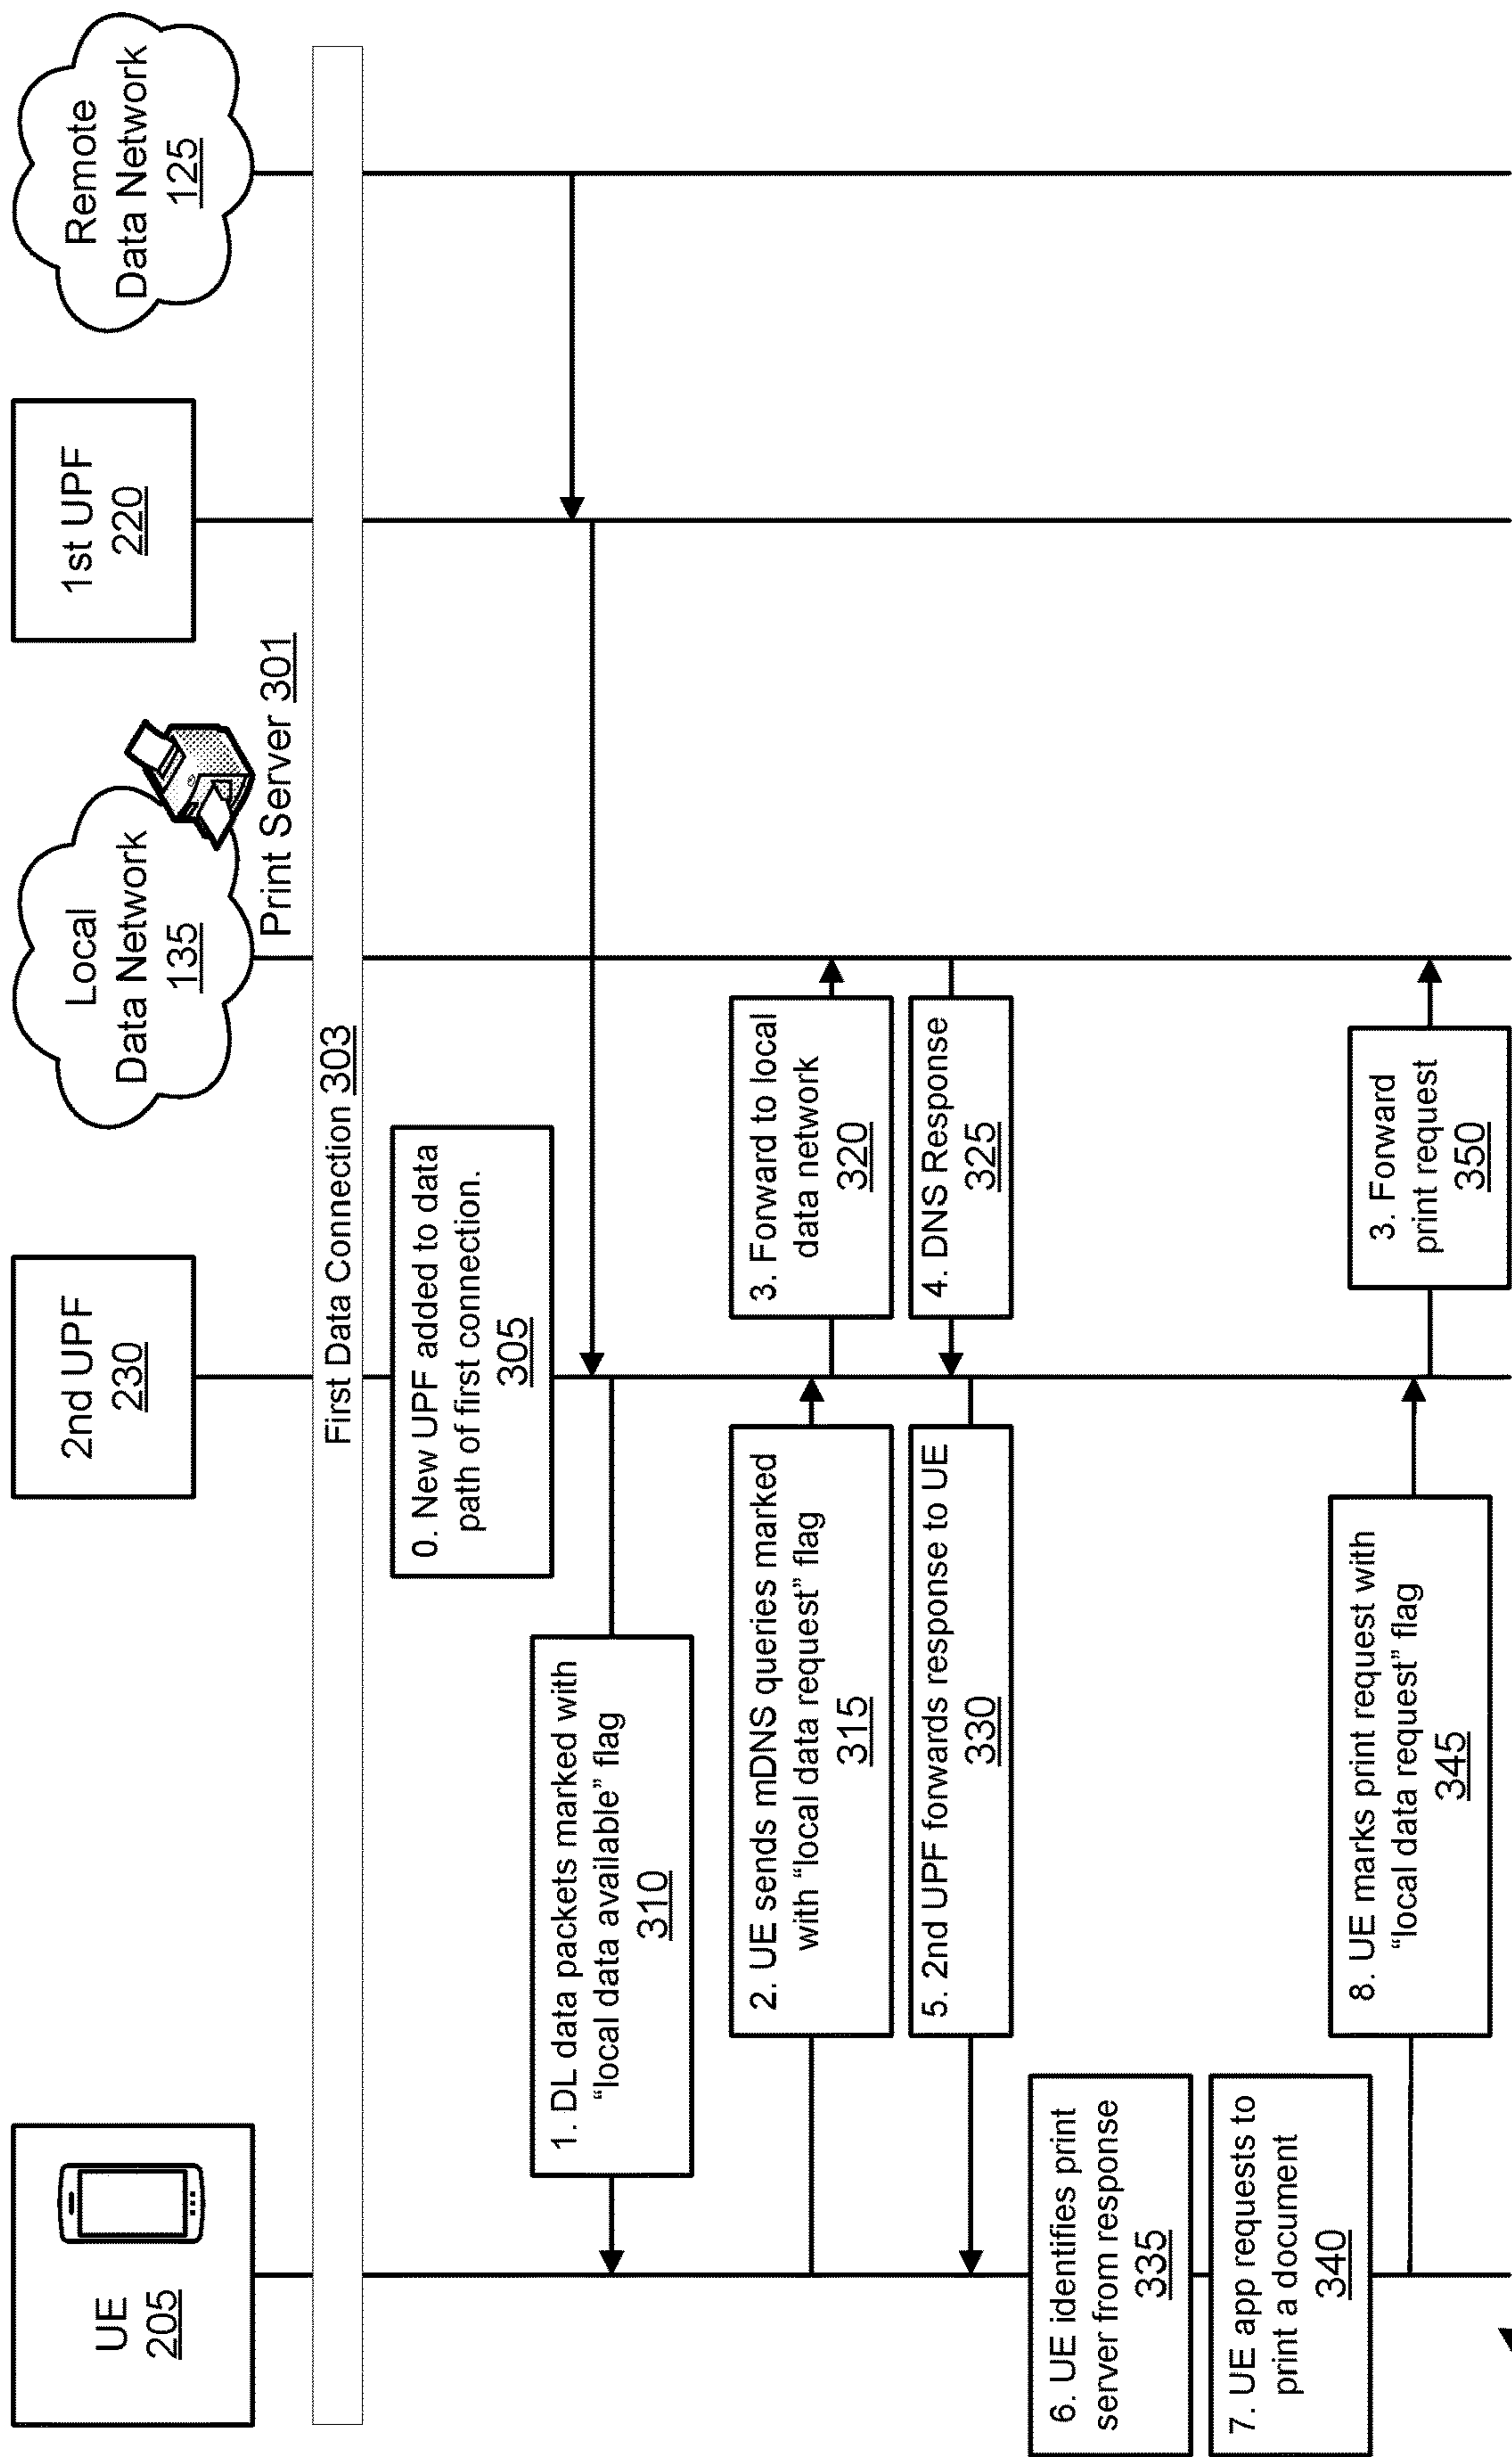 UE
205
2nd UPF
230
Local
Data Network
135
Print Server 301
1st UPF
220
Remote
Data Network
125
First Data Connection 303
0. New UPF added to data
path of first connection.
305
1. DL data packets marked with
“local data available” flag
310
2. UE sends mDNS queries marked
with “local data request” flag
315
3. Forward to local
data network
320
4. DNS Response
325
5. 2nd UPF forwards response to UE
330
6. UE identifies print
server from response
335
7. UE app requests to
print a document
340
8. UE marks print request with
“local data request” flag
345
3. Forward
print request
350